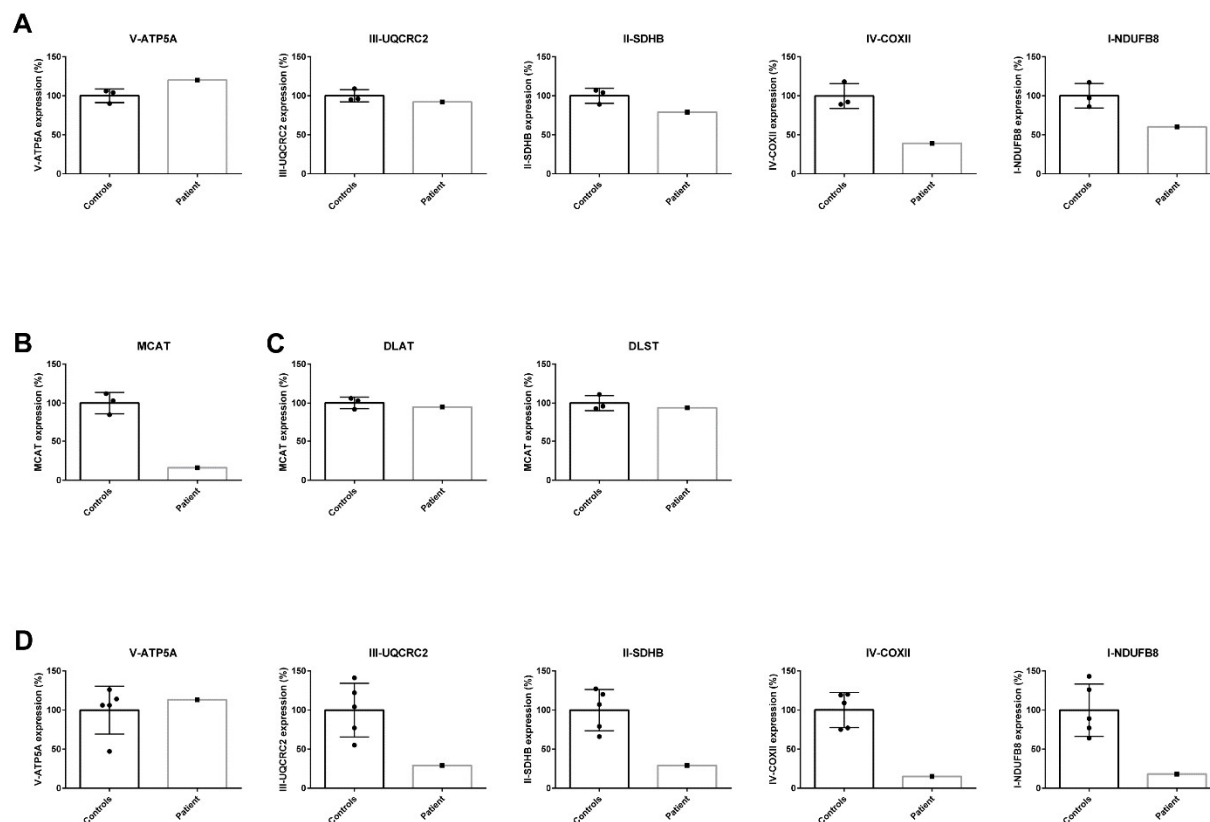 A
V-ATP5A
V-ATP5A expression (%)
150
100
50
0
Controls
Patient
III-UQCRC2
III-UQCRC2 expression (%)
150
100
50
0
Controls
Patient
II-SDHB
II-SDHB expression (%)
150
100
50
0
Controls
Patient
IV-COXII
IV-COXII expression (%)
150
100
50
0
Controls
Patient
I-NDUFB8
I-NDUFB8 expression (%)
150
100
50
0
Controls
Patient
B
MCAT
MCAT expression (%)
150
100
50
0
Controls
Patient
C
DLAT
MCAT expression (%)
150
100
50
0
Controls
Patient
DLST
MCAT expression (%)
150
100
50
0
Controls
Patient
D
V-ATP5A
V-ATP5A expression (%)
150
100
50
0
Controls
Patient
III-UQCRC2
III-UQCRC2 expression (%)
150
100
50
0
Controls
Patient
II-SDHB
II-SDHB expression (%)
150
100
50
0
Controls
Patient
IV-COXII
IV-COXII expression (%)
150
100
50
0
Controls
Patient
I-NDUFB8
I-NDUFB8 expression (%)
150
100
50
0
Controls
Patient